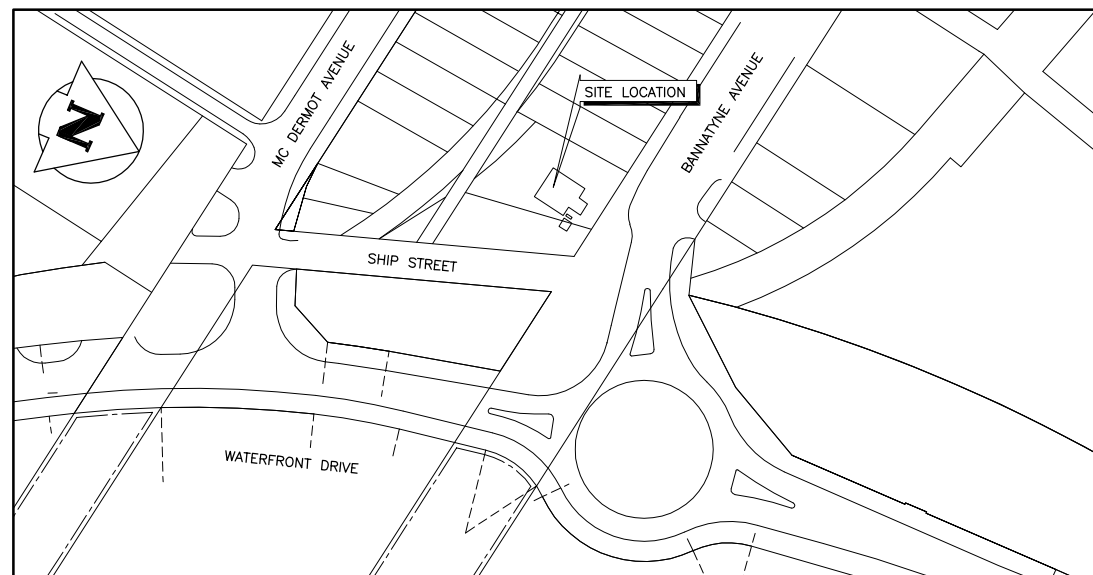 MC DERMOT AVENUE
BANNATYNE AVENUE
SITE LOCATION
N
SHIP STREET
WATERFRONT DRIVE